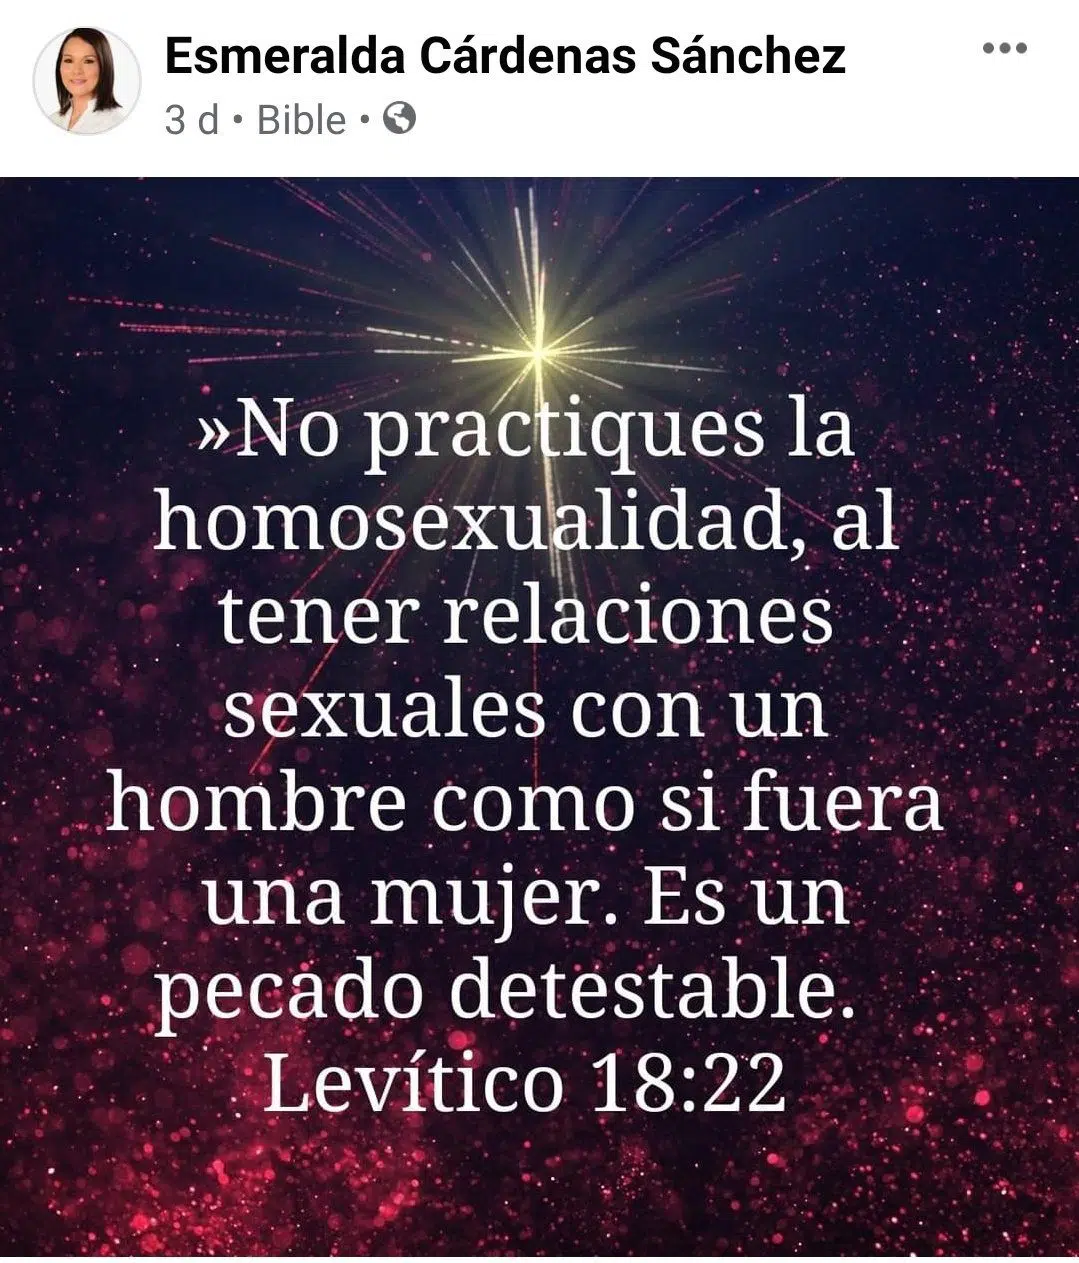 Esmeralda Cárdenas Sánchez
3 d • Bible •
»No practiques la
homosexualidad, al
tener relaciones
sexuales con un
hombre como si fuera
una mujer. Es un
pecado detestable.
Levítico 18:22